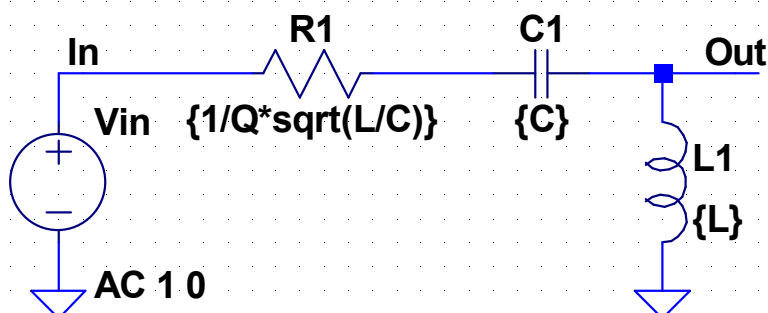 R1
C1
In
Out
Vin
{1/Q*sqrt(L/C)}
{C}
L1
{L}
AC 1 0